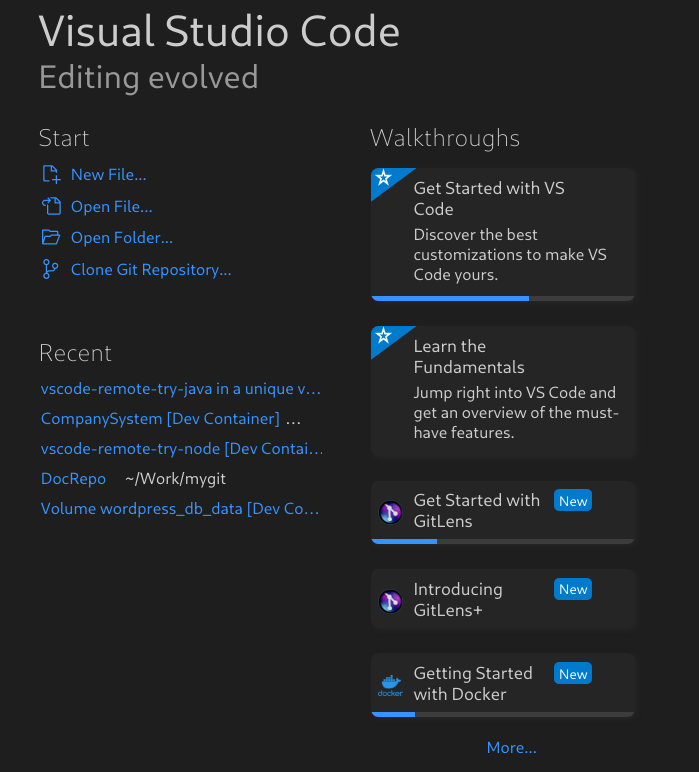 Visual Studio Code
Editing evolved
Start
New File...
Open File...
Open Folder...
Clone Git Repository...
Recent
vscode-remote-try-java in a unique v...
CompanySystem [Dev Container] ...
vscode-remote-try-node [Dev Contai...
DocRepo ~/Work/mygit
Volume wordpress_db_data [Dev Co...
Walkthroughs
Get Started with VS
Code
Discover the best
customizations to make VS
Code yours.
Learn the
Fundamentals
Jump right into VS Code and
get an overview of the must-
have features.
Get Started with New
GitLens
Introducing New
GitLens+
Getting Started New
with Docker
docker
More...